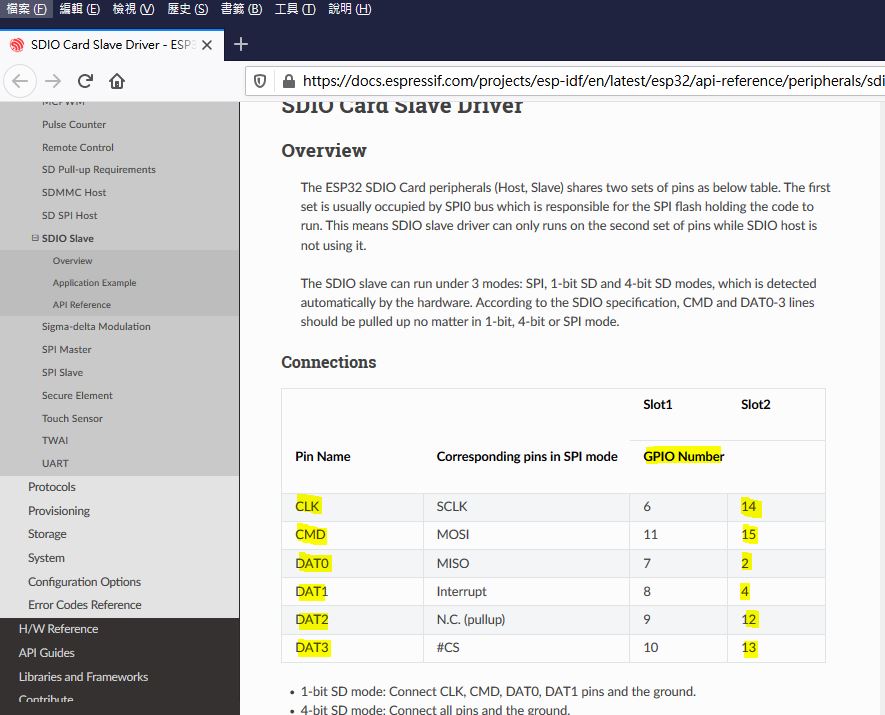 檔案 (F) 編輯 (E) 檢視 (V) 歷史 (S) 書籤 (B) 工具 (T) 說明 (H)
SDIO Card Slave Driver - ESP3
https://docs.espressif.com/projects/esp-idf/en/latest/esp32/api-reference/peripherals/sdi
MCPWM
Pulse Counter
Remote Control
SD Pull-up Requirements
SDMMC Host
SD SPI Host
SDIO Slave
Overview
Application Example
API Reference
Sigma-delta Modulation
SPI Master
SPI Slave
Secure Element
Touch Sensor
TWAI
UART
Protocols
Provisioning
Storage
System
Configuration Options
Error Codes Reference
H/W Reference
API Guides
Libraries and Frameworks
Contribute
SDIO Card Slave Driver
Overview
The ESP32 SDIO Card peripherals (Host, Slave) shares two sets of pins as below table. The first
set is usually occupied by SPI0 bus which is responsible for the SPI flash holding the code to
run. This means SDIO slave driver can only runs on the second set of pins while SDIO host is
not using it.
The SDIO slave can run under 3 modes: SPI, 1-bit SD and 4-bit SD modes, which is detected
automatically by the hardware. According to the SDIO specification, CMD and DAT0-3 lines
should be pulled up no matter in 1-bit, 4-bit or SPI mode.
Connections
Slot1 Slot2
Pin Name Corresponding pins in SPI mode GPIO Number
CLK SCLK 6 14
CMD MOSI 11 15
DAT0 MISO 7 2
DAT1 Interrupt 8 4
DAT2 N.C. (pullup) 9 12
DAT3 #CS 10 13
• 1-bit SD mode: Connect CLK, CMD, DAT0, DAT1 pins and the ground.
• 4-bit SD mode: Connect all pins and the ground.